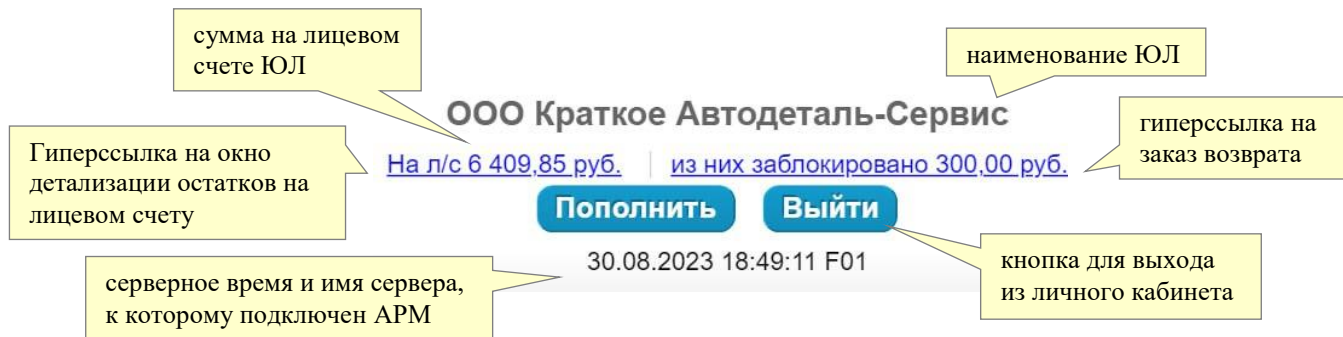 сумма на лицевом
счете ЮЛ
наименование ЮЛ
ООО Краткое Автодеталь-Сервис
гиперссылка на
заказ возврата
Гиперссылка на окно
детализации остатков на
лицевом счету
На л/с 6 409,85 руб. из них заблокировано 300,00 руб.
Пополнить Выйти
30.08.2023 18:49:11 F01
кнопка для выхода
из личного кабинета
серверное время и имя сервера,
к которому подключен АРМ